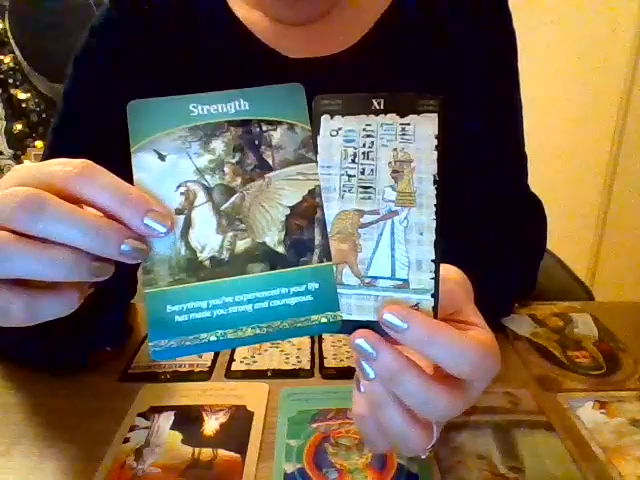 Strength
XI
Everything you've experienced in your life
has made you strong and courageous.